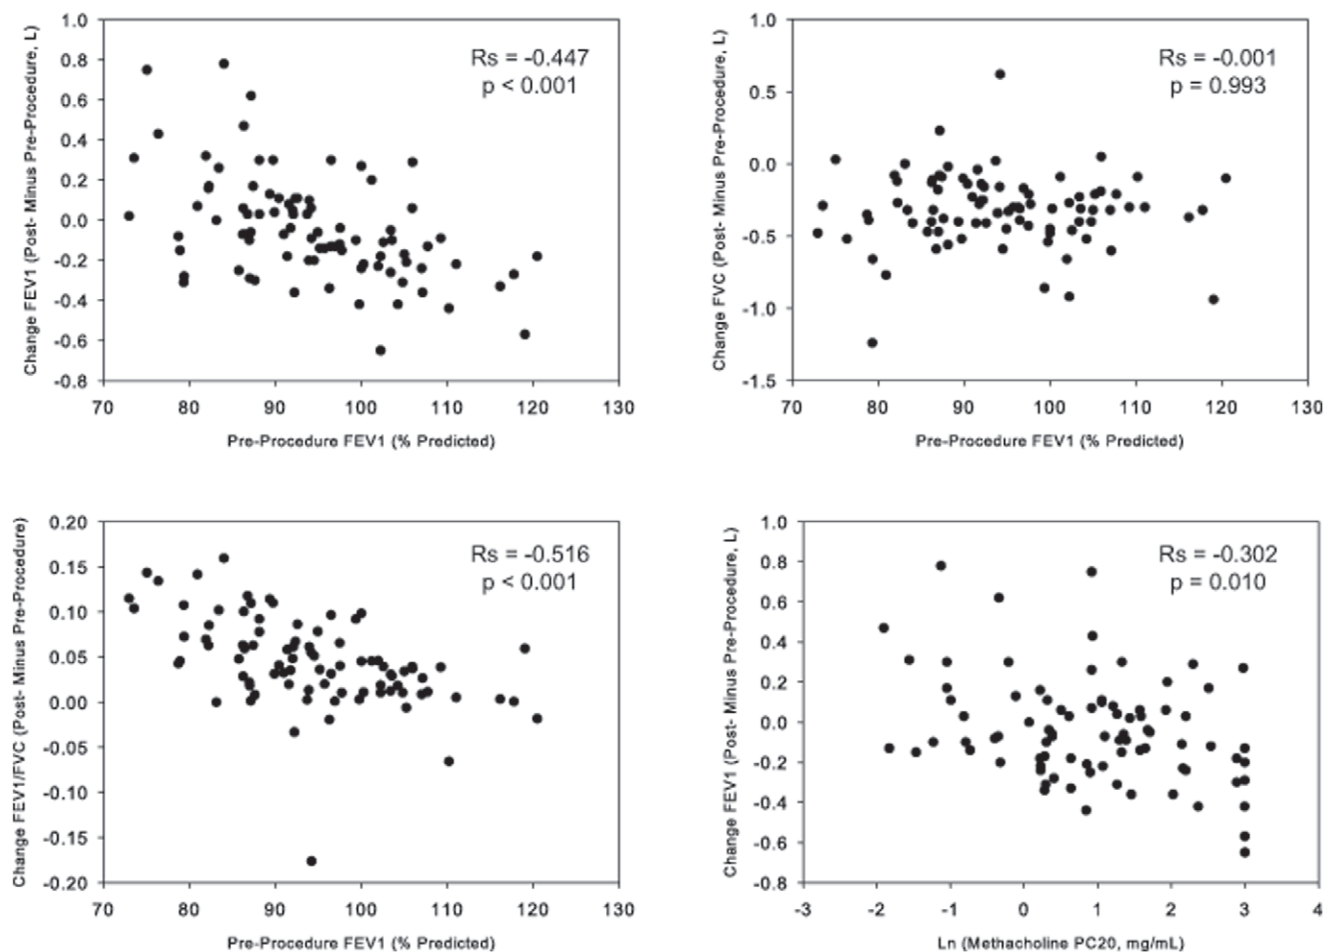 Change FEV1 (Post- Minus Pre-Procedure, L)
1.0
0.8
0.6
0.4
0.2
0.0
-0.2
-0.4
-0.6
-0.8
Rs = -0.447
p < 0.001
70 80 90 100 110 120 130
Pre-Procedure FEV1 (% Predicted)
Change FVC (Post- Minus Pre-Procedure, L)
1.0
0.5
0.0
-0.5
-1.0
-1.5
Rs = -0.001
p = 0.993
70 80 90 100 110 120 130
Pre-Procedure FEV1 (% Predicted)
Change FEV1/FVC (Post- Minus Pre-Procedure)
0.20
0.15
0.10
0.05
0.00
-0.05
-0.10
-0.15
-0.20
Rs = -0.516
p < 0.001
70 80 90 100 110 120 130
Pre-Procedure FEV1 (% Predicted)
Change FEV1 (Post- Minus Pre-Procedure, L)
1.0
0.8
0.6
0.4
0.2
0.0
-0.2
-0.4
-0.6
-0.8
Rs = -0.302
p = 0.010
-3 -2 -1 0 1 2 3 4
Ln (Methacholine PC20, mg/mL)